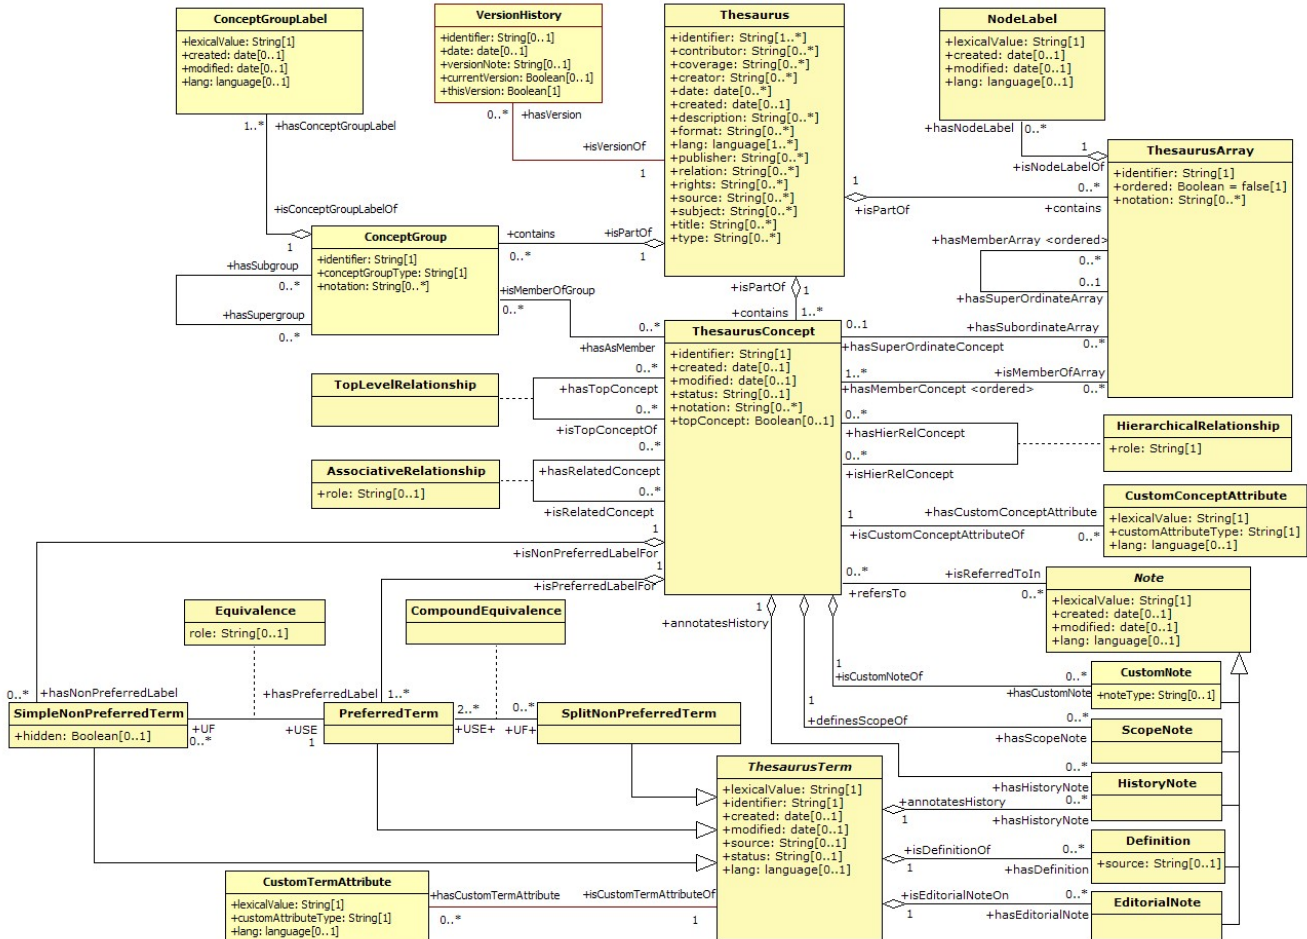 ConceptGroupLabel
+lexicalValue: String[1]
+created: date[0..1]
+modified: date[0..1]
+lang: language[0..1]
VersionHistory
+identifier: String[0..1]
+date: date[0..1]
+versionNote: String[0..1]
+currentVersion: Boolean[0..1]
+thisVersion: Boolean[1]
Thesaurus
+identifier: String[1..*]
+contributor: String[0..*]
+coverage: String[0..*]
+creator: String[0..*]
+date: date[0..*]
+created: date[0..1]
+description: String[0..*]
+format: String[0..*]
+lang: language[1..*]
+publisher: String[0..*]
+relation: String[0..*]
+rights: String[0..*]
+source: String[0..*]
+subject: String[0..*]
+title: String[0..*]
+type: String[0..*]
NodeLabel
+lexicalValue: String[1]
+created: date[0..1]
+modified: date[0..1]
+lang: language[0..1]
1..* +hasConceptGroupLabel
0..* +hasVersion
+isVersionOf
1
+hasNodeLabel 0..*
1
+isNodeLabelOf
ThesaurusArray
+identifier: String[1]
+ordered: Boolean = false[1]
+notation: String[0..*]
1
+isPartOf
0..*
+contains
+isConceptGroupLabelOf
1
ConceptGroup
+identifier: String[1]
+conceptGroupType: String[1]
+notation: String[0..*]
+contains
0..*
+isPartOf
1
+hasSubgroup
0..*
+hasSupergroup
0..*
+hasMemberArray <ordered>
0..*
0..1
+hasSuperOrdinateArray
+isMemberOfGroup
0..*
0..*
+hasAsMember
+isPartOf 1
+contains 1..*
ThesaurusConcept
+identifier: String[1]
+created: date[0..1]
+modified: date[0..1]
+status: String[0..1]
+notation: String[0..*]
+topConcept: Boolean[0..1]
0..1
+hasSubordinateArray
+hasSuperOrdinateConcept
0..*
1..*
+isMemberOfArray
+hasMemberConcept <ordered>
0..*
TopLevelRelationship
0..*
+hasTopConcept
0..*
+isTopConceptOf
0..*
+hasHierRelConcept
0..*
+isHierRelConcept
HierarchicalRelationship
+role: String[1]
AssociativeRelationship
+role: String[0..1]
0..*
+hasRelatedConcept
0..*
+isRelatedConcept
1
+hasCustomConceptAttribute
+isCustomConceptAttributeOf
0..*
CustomConceptAttribute
+lexicalValue: String[1]
+customAttributeType: String[1]
+lang: language[0..1]
1
+isNonPreferredLabelFor
1
+isPreferredLabelFor
0..*
+isReferredToIn
+refersTo
0..*
Note
+lexicalValue: String[1]
+created: date[0..1]
+modified: date[0..1]
+lang: language[0..1]
Equivalence
role: String[0..1]
CompoundEquivalence
1
+annotatesHistory
1
+isCustomNoteOf
0..*
+hasCustomNote
CustomNote
+noteType: String[0..1]
0..* +hasNonPreferredLabel
+hasPreferredLabel 1..*
SimpleNonPreferredTerm
+hidden: Boolean[0..1]
+UF
0..*
+USE
1
PreferredTerm
2..*
+USE+
0..*
+UF+
SplitNonPreferredTerm
1
+definesScopeOf
0..*
+hasScopeNote
ScopeNote
ThesaurusTerm
+lexicalValue: String[1]
+identifier: String[1]
+created: date[0..1]
+modified: date[0..1]
+source: String[0..1]
+status: String[0..1]
+lang: language[0..1]
0..*
+hasHistoryNote
HistoryNote
+annotatesHistory
1
0..*
+hasHistoryNote
+isDefinitionOf
1
0..*
+hasDefinition
Definition
+source: String[0..1]
+isEditorialNoteOn
1
0..*
+hasEditorialNote
EditorialNote
CustomTermAttribute
+lexicalValue: String[1]
+customAttributeType: String[1]
+lang: language[0..1]
+hasCustomTermAttribute
0..*
+isCustomTermAttributeOf
1